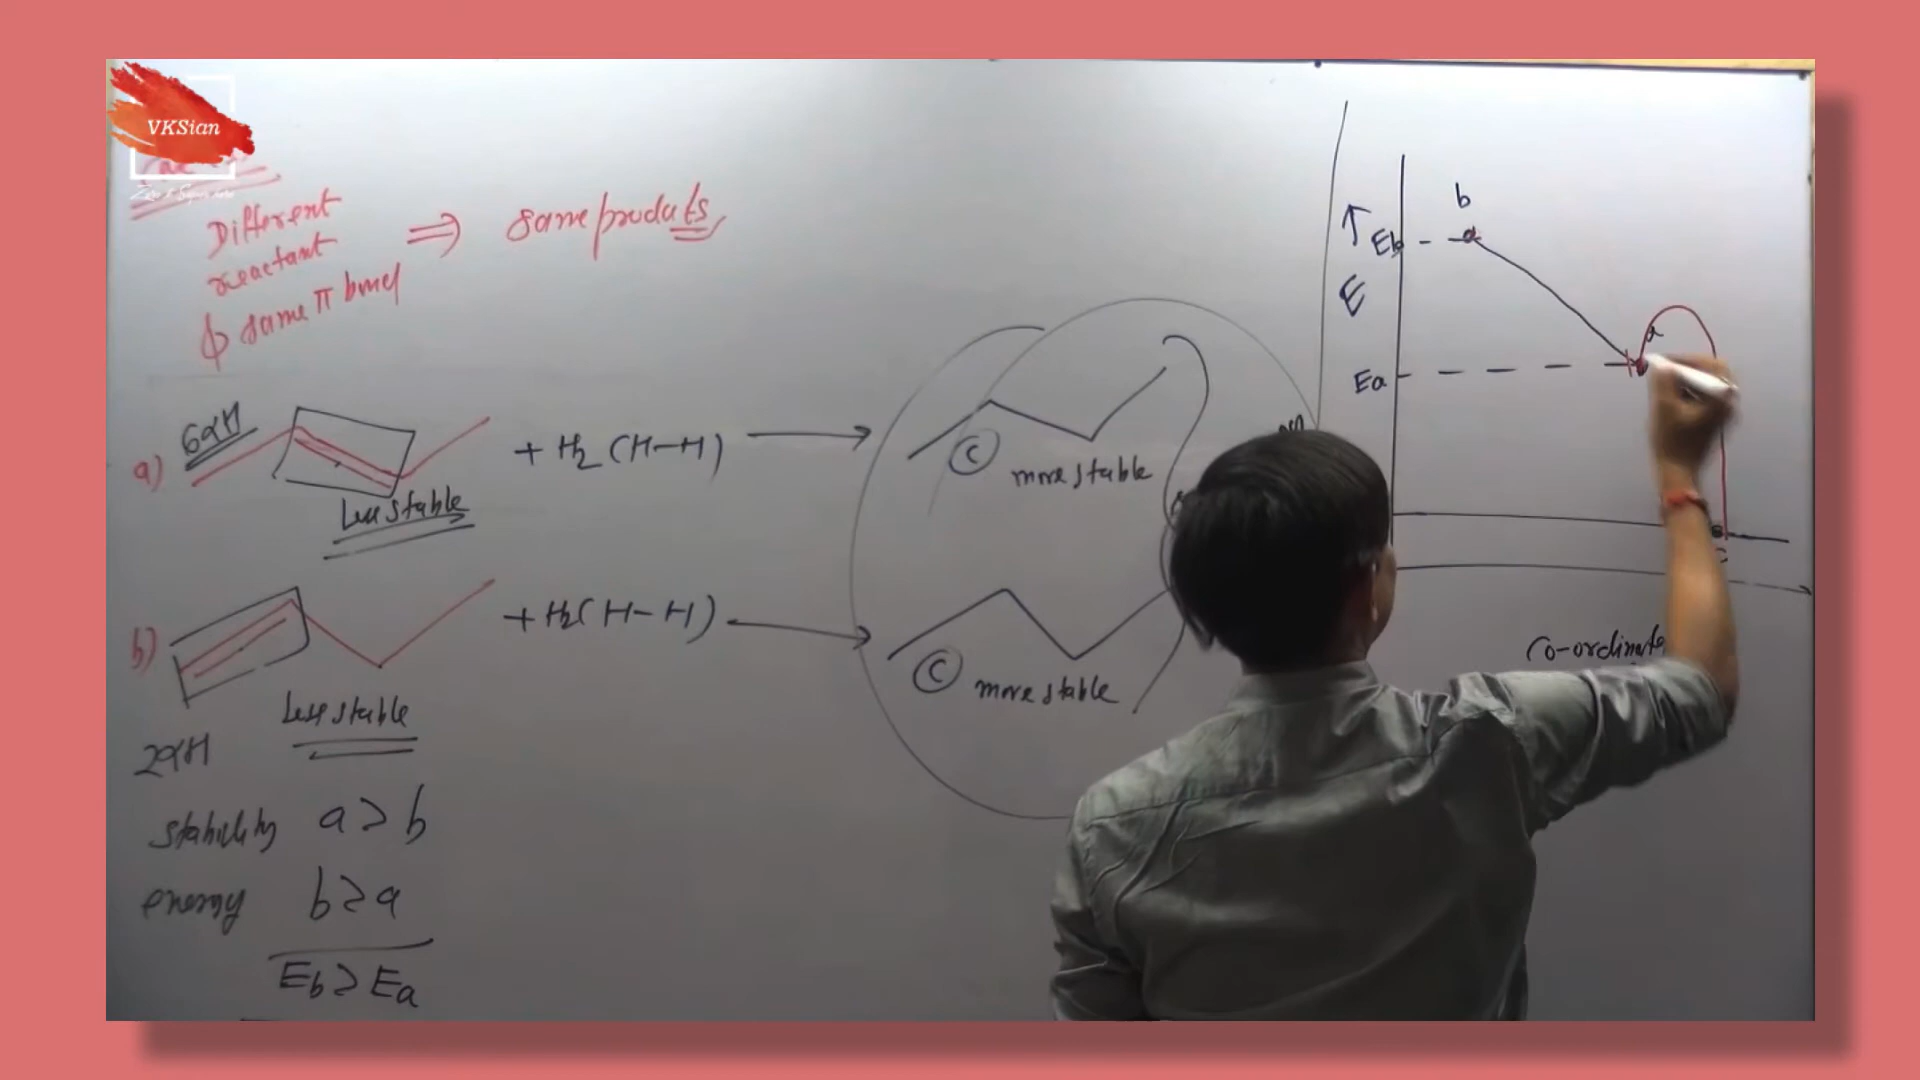 VKSian
Different
reactant
& same π bond
⇒ same products
a) 6αH
+ H₂ (H-H)
Less stable
C
more stable
b)
+ H₂ (H-H)
Less stable
C
more stable
2αH
stability a > b
energy b > a
Eb > Ea
b
Eb
a
E
a
Ea
C
Co-ordinate